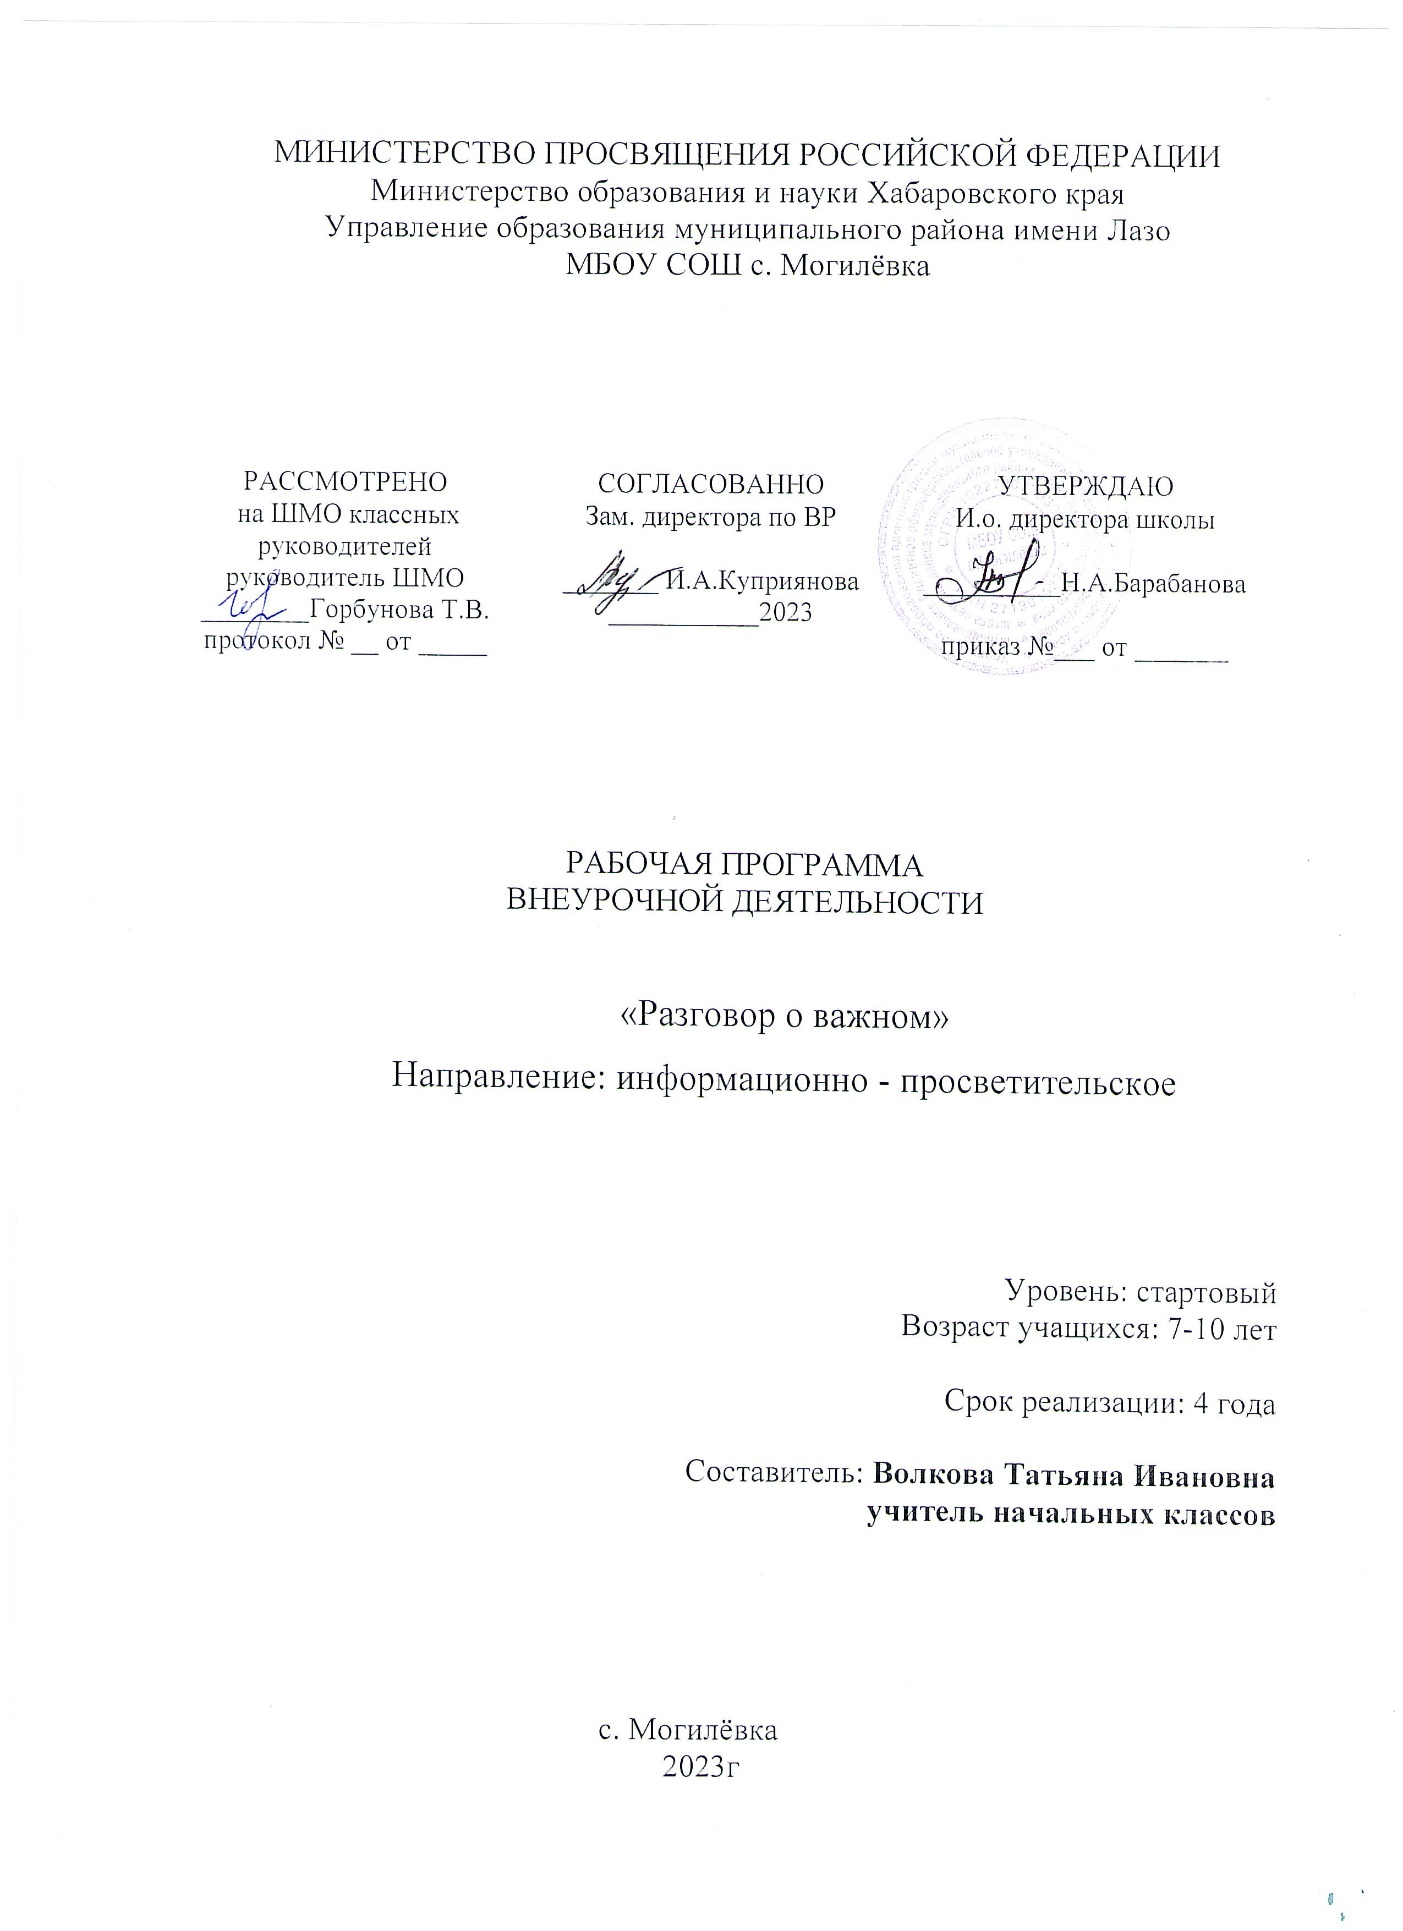 МИНИСТЕРСТВО ПРОСВЯЩЕНИЯ РОССИЙСКОЙ ФЕДЕРАЦИИ
Министерство образования и науки Хабаровского края
Управление образования муниципального района имени Лазо
МБОУ СОШ с. Могилёвка
РАССМОТРЕНО
на ШМО классных
руководителей
руководитель ШМО
________Горбунова Т.В.
протокол № __ от _____
СОГЛАСОВАННО
Зам. директора по ВР
_______И.А.Куприянова
___________2023
УТВЕРЖДАЮ
И.о. директора школы
__________Н.А.Барабанова
приказ №___ от _______
РАБОЧАЯ ПРОГРАММА
ВНЕУРОЧНОЙ ДЕЯТЕЛЬНОСТИ
«Разговор о важном»
Направление: информационно - просветительское
Уровень: стартовый
Возраст учащихся: 7-10 лет
Срок реализации: 4 года
Составитель: Волкова Татьяна Ивановна
учитель начальных классов
с. Могилёвка
2023г